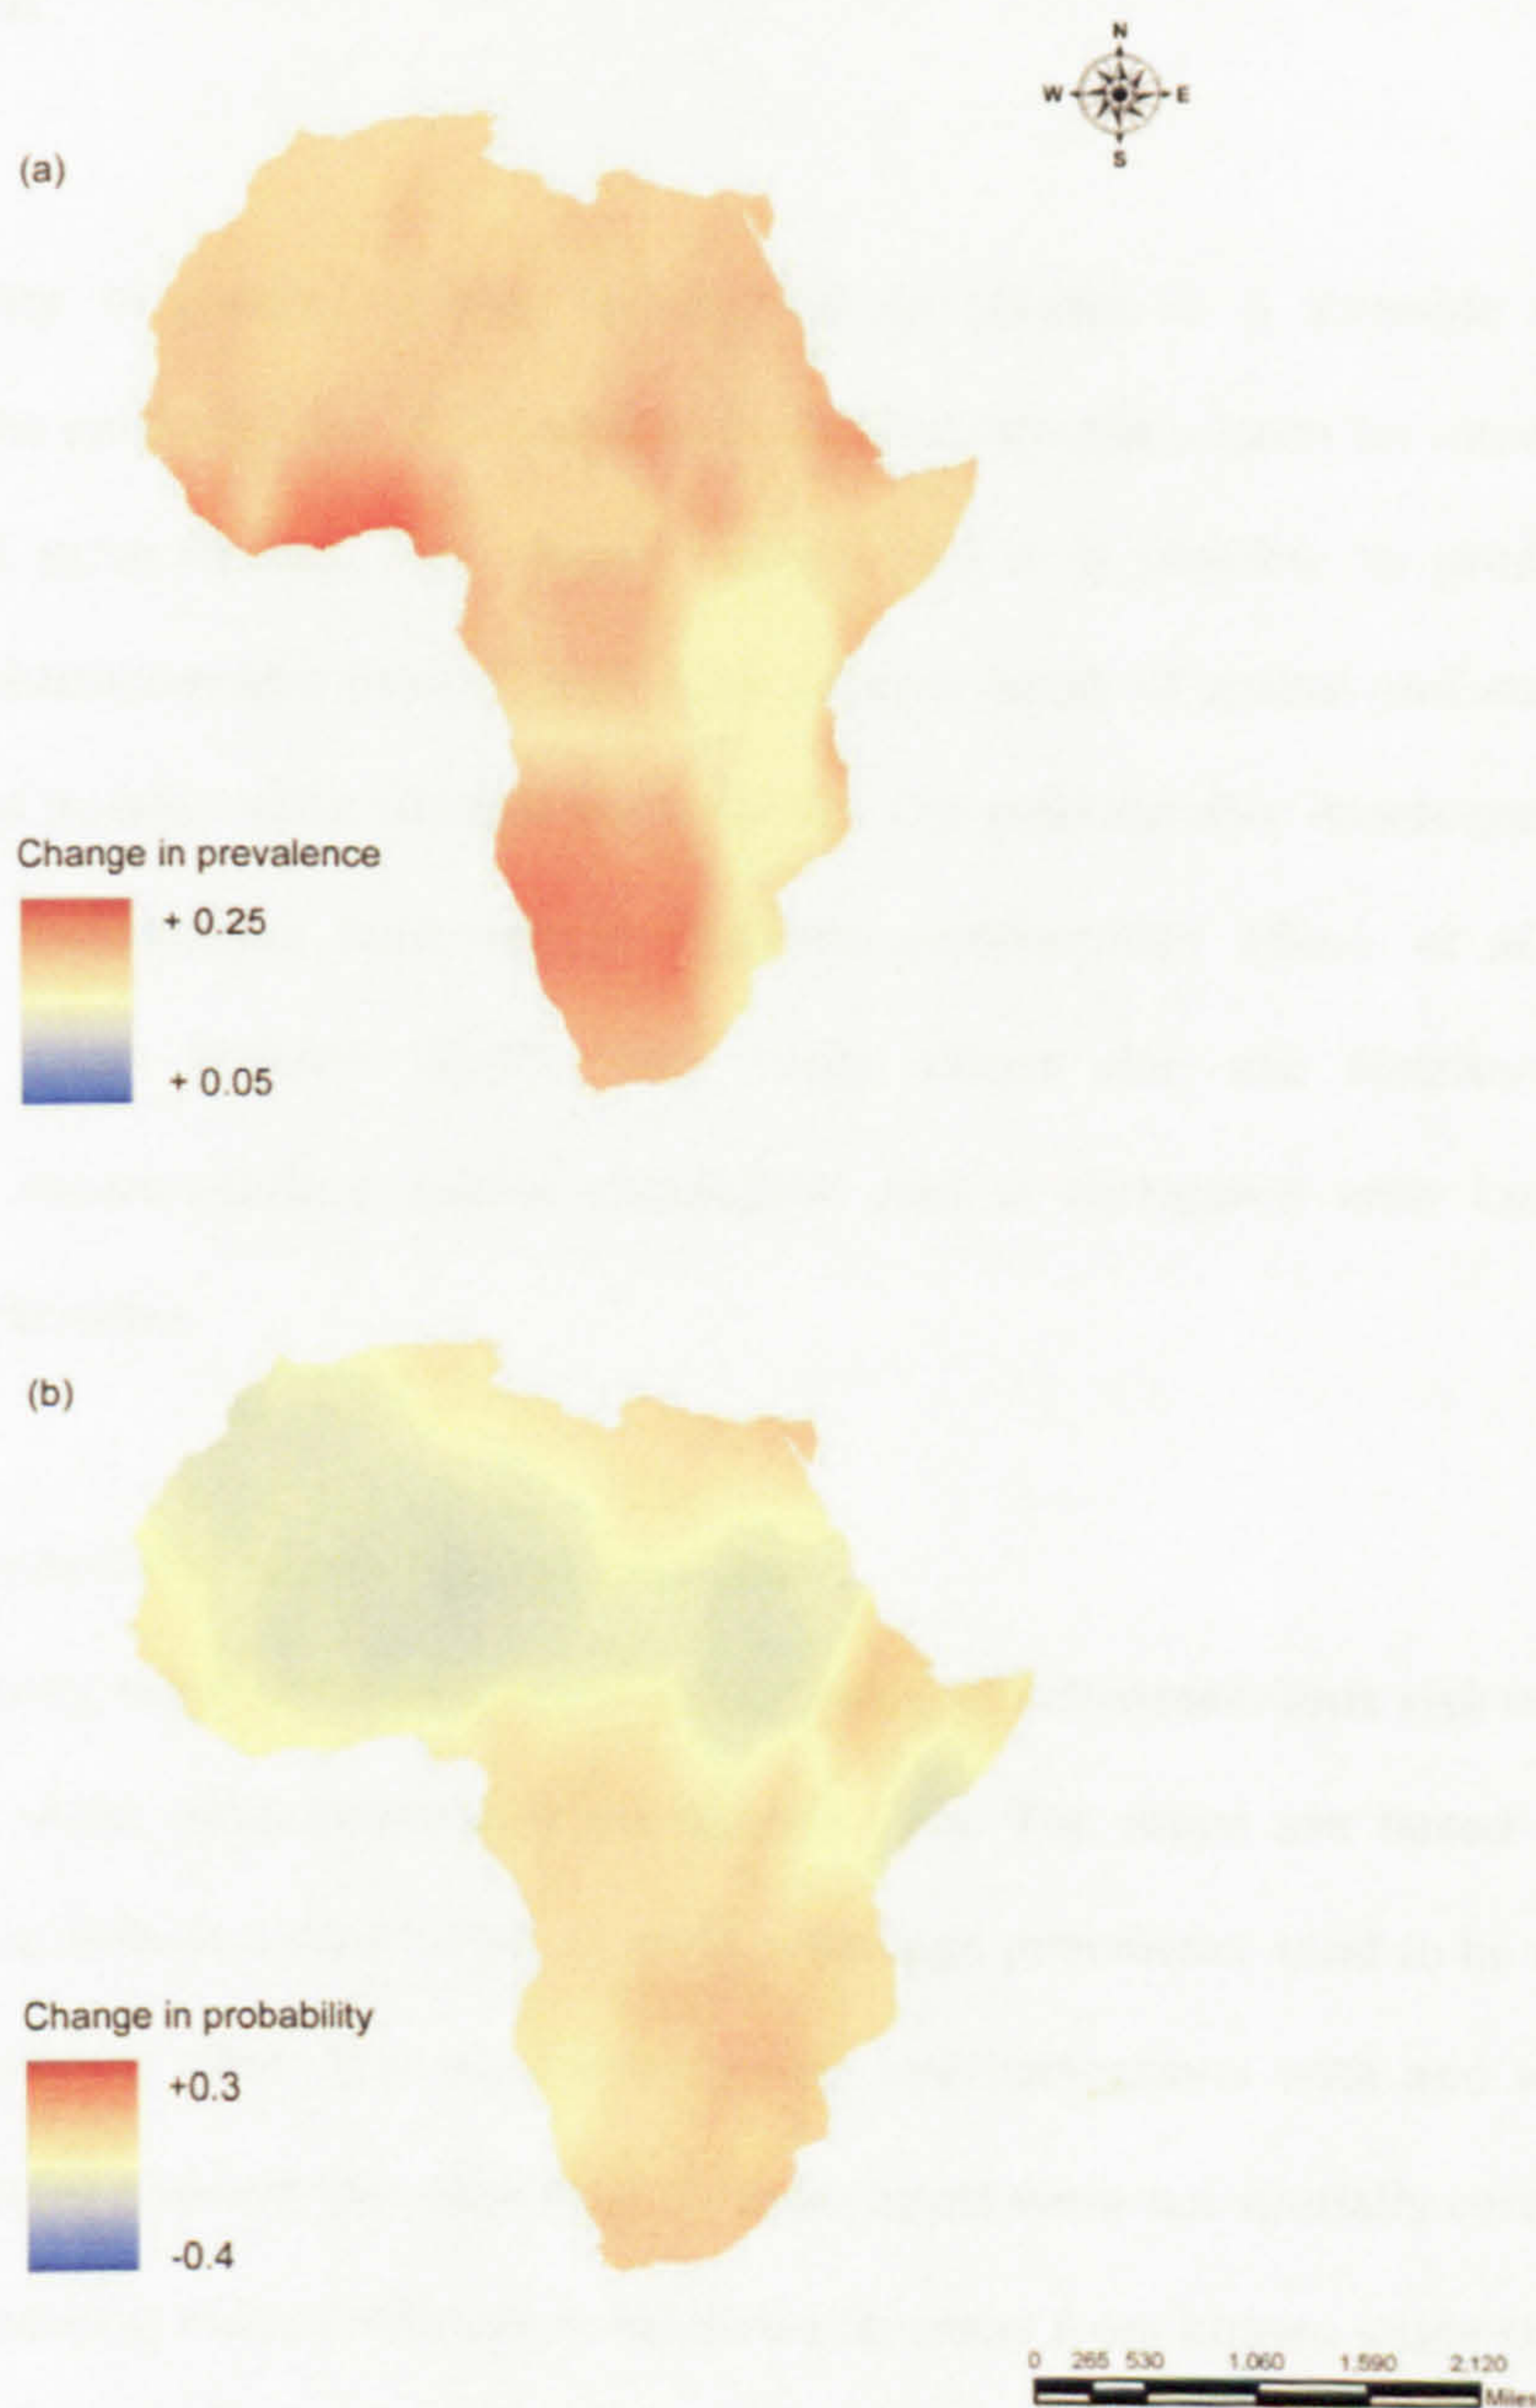 N
W E
S
(a)
Change in prevalence
+ 0.25
+ 0.05
(b)
Change in probability
+0.3
-0.4
0 265 530 1.060 1.590 2.120
Miles